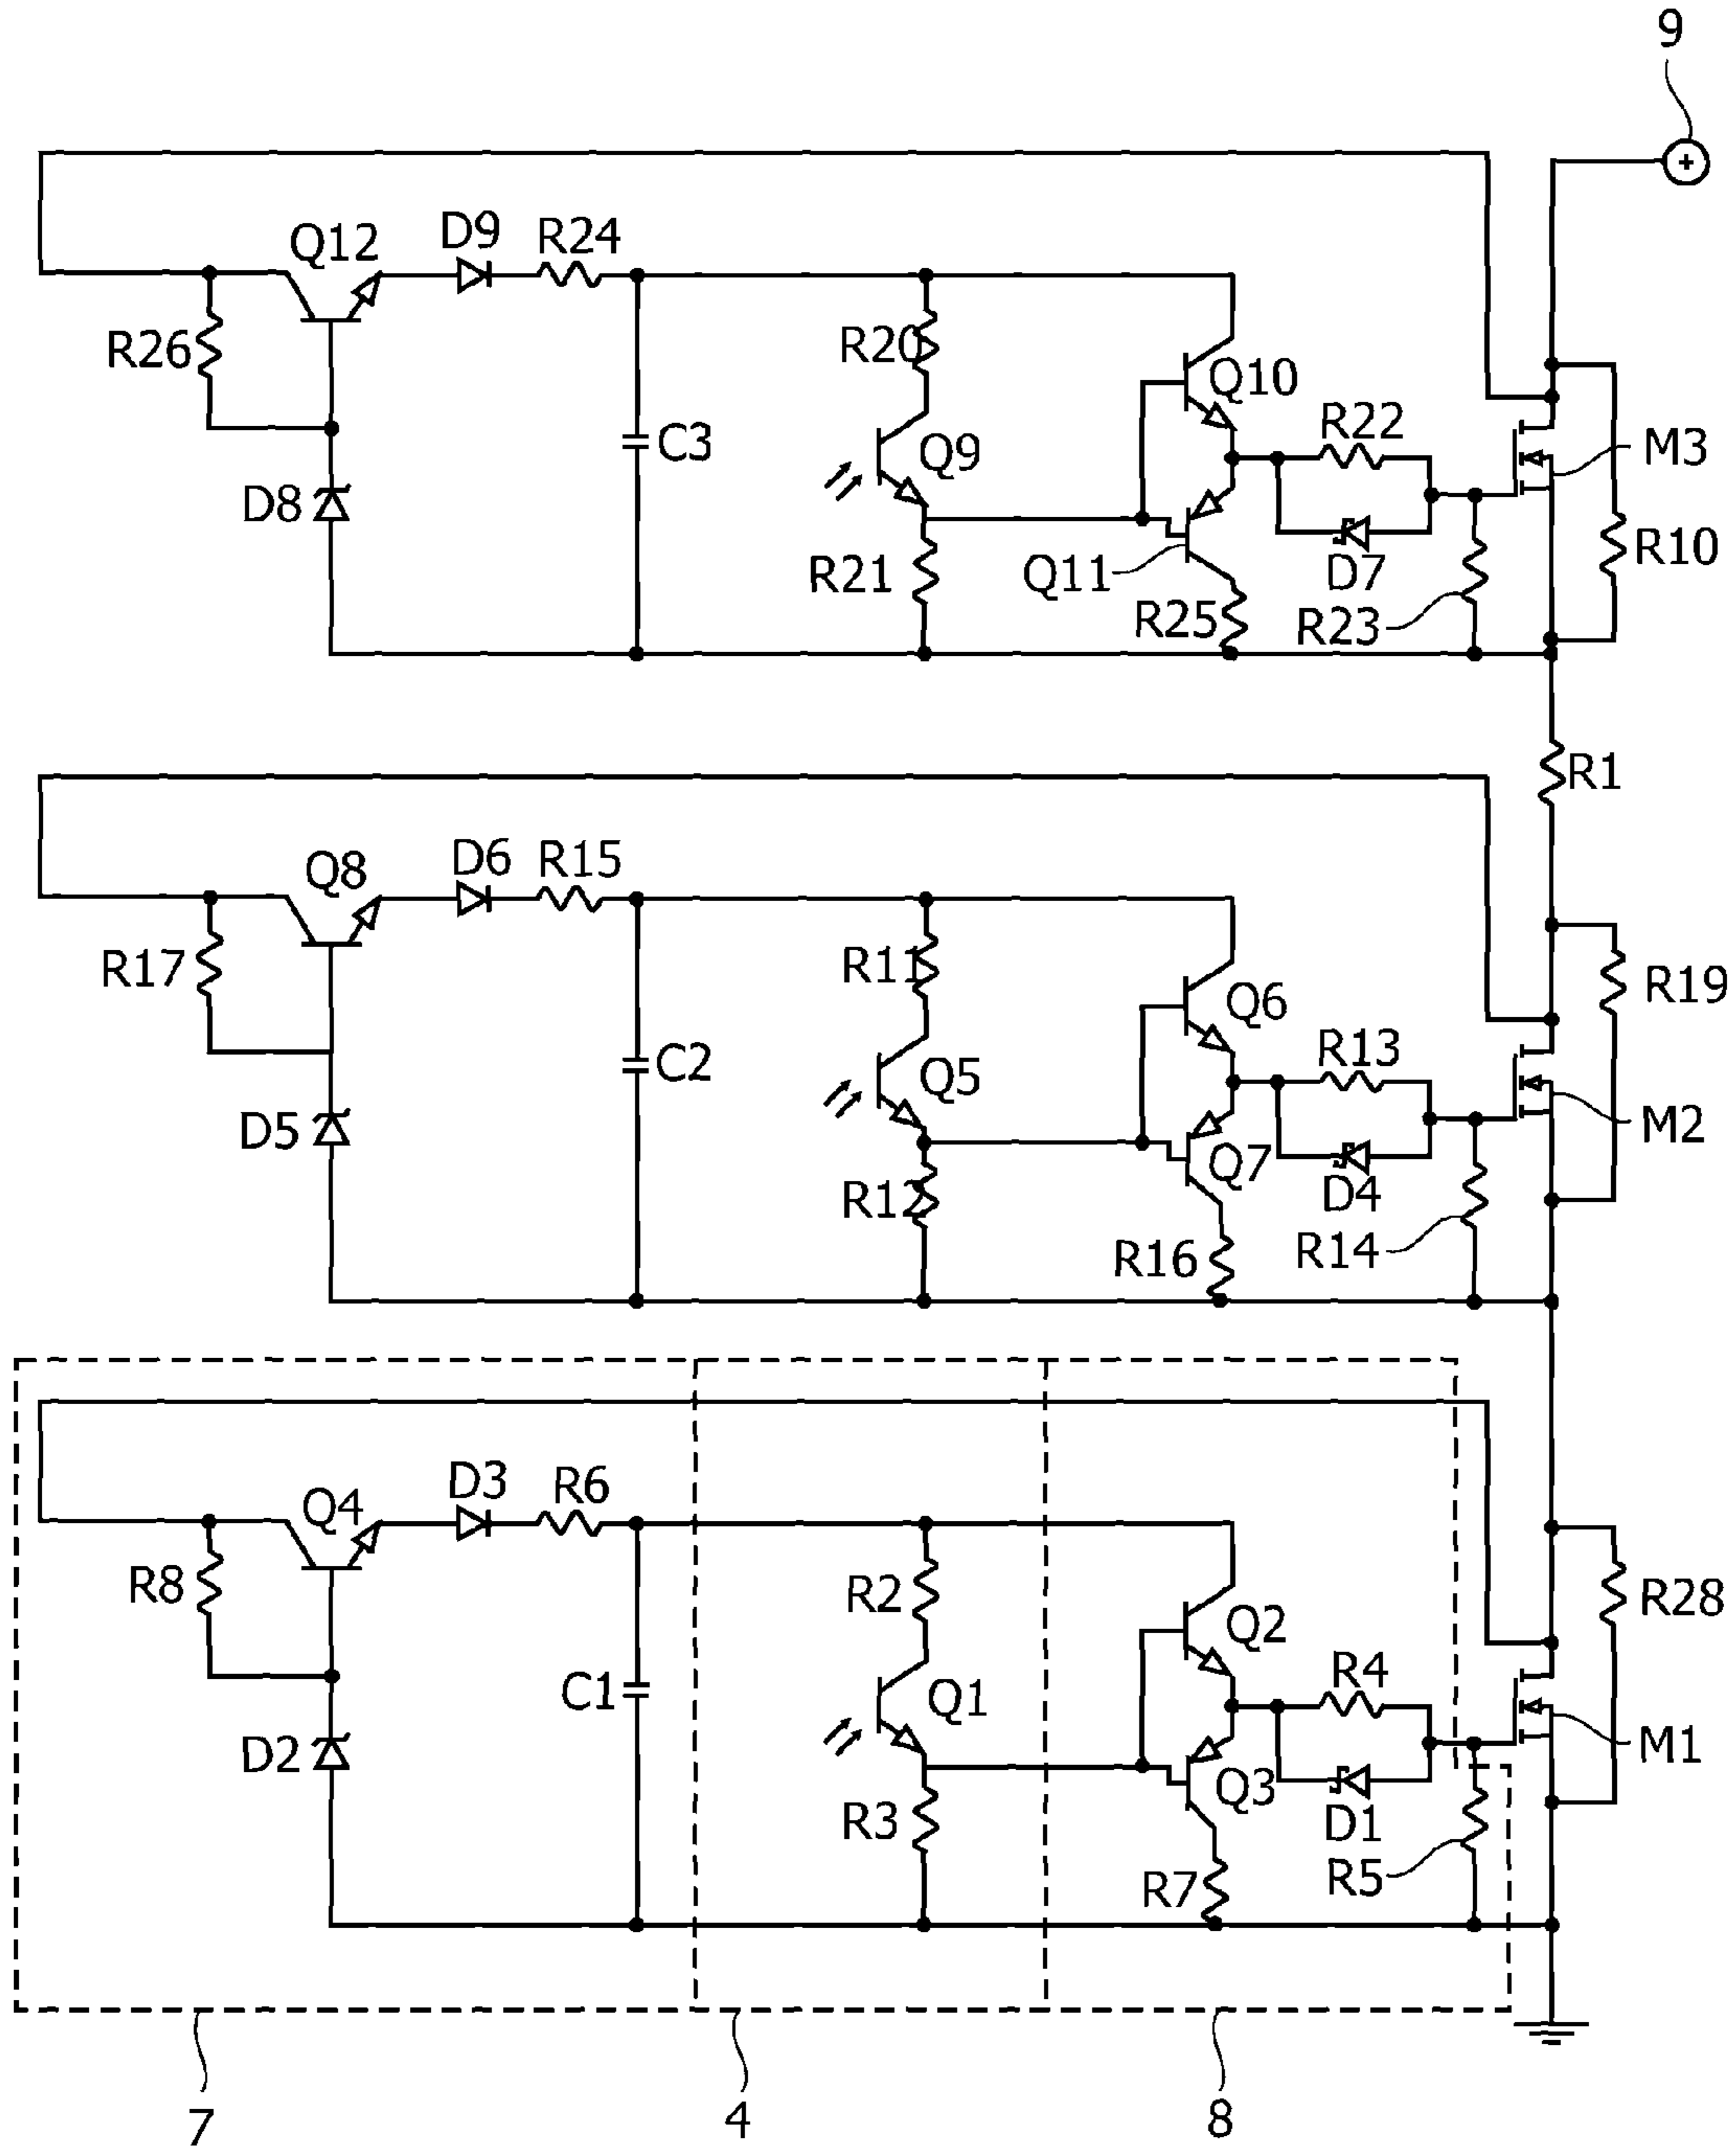 9
Q12 D9 R24
R26
R20
Q10
C3
Q9
R22
M3
D8
R21
Q11
D7
R10
R25
R23
R1
Q8 D6 R15
R17
R11
Q6
R19
C2
Q5
R13
D5
R12
Q7
D4
M2
R16
R14
Q4 D3 R6
R8
R2
Q2
R28
C1
Q1
R4
D2
R3
Q3
D1
M1
R7
R5
7 4 8